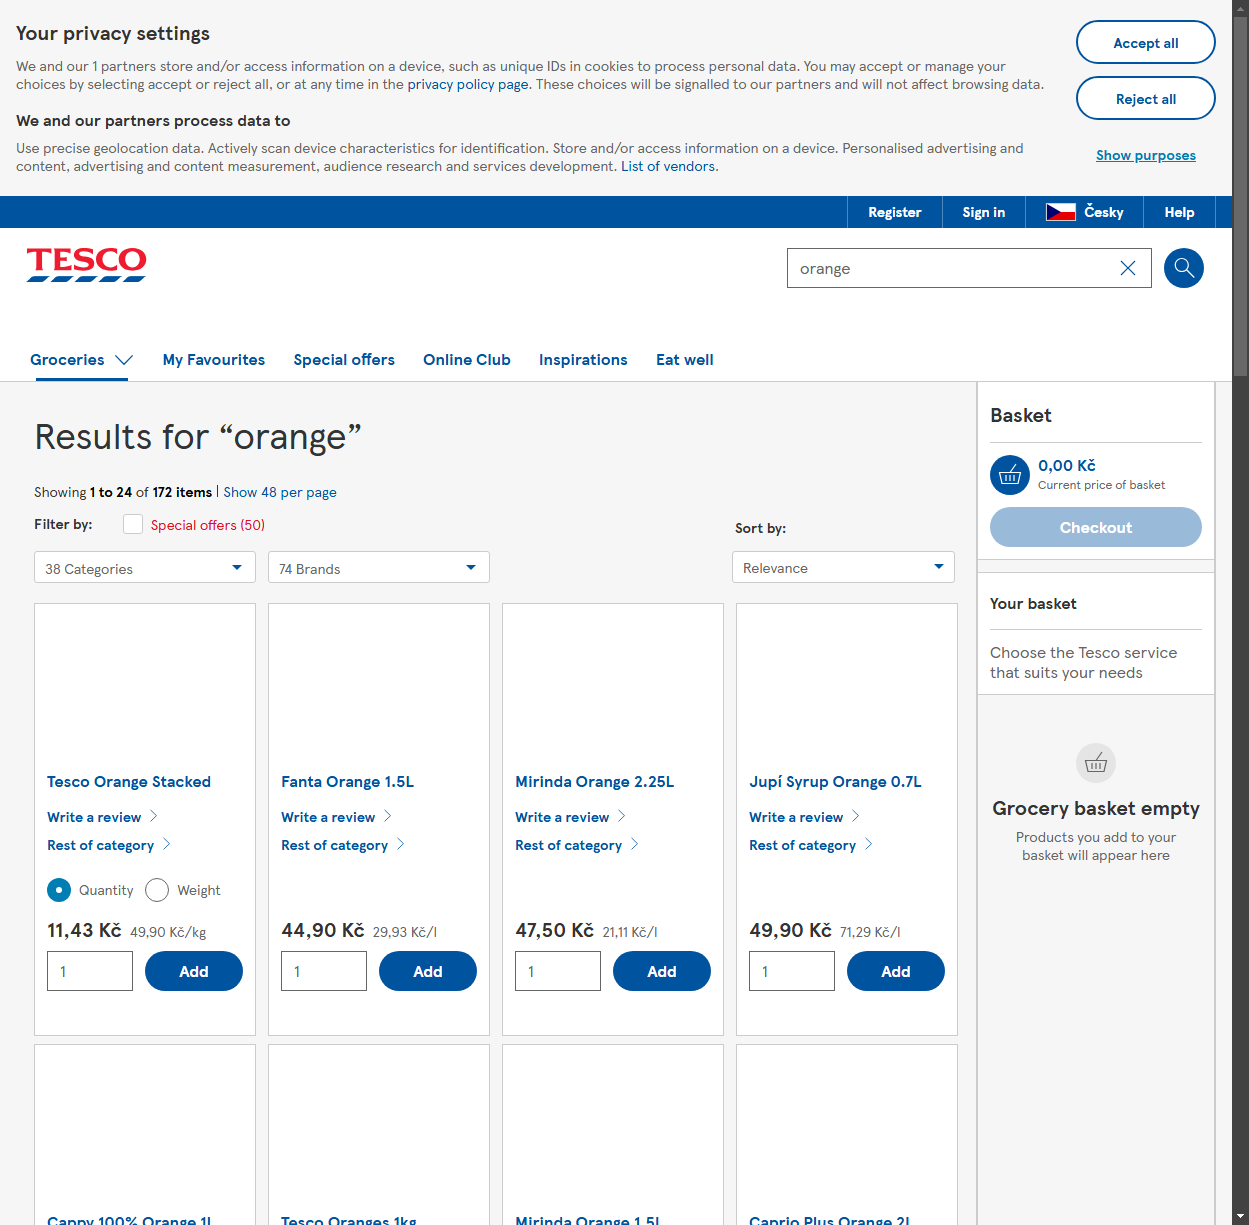 Your privacy settings
We and our 1 partners store and/or access information on a device, such as unique IDs in cookies to process personal data. You may accept or manage your
choices by selecting accept or reject all, or at any time in the privacy policy page. These choices will be signalled to our partners and will not affect browsing data.
We and our partners process data to
Use precise geolocation data. Actively scan device characteristics for identification. Store and/or access information on a device. Personalised advertising and
content, advertising and content measurement, audience research and services development. List of vendors.
Accept all
Reject all
Show purposes
Register
Sign in
Česky
Help
TESCO
orange
Groceries
My Favourites
Special offers
Online Club
Inspirations
Eat well
Results for “orange”
Showing 1 to 24 of 172 items | Show 48 per page
Filter by:
Special offers (50)
Sort by:
38 Categories
74 Brands
Relevance
Tesco Orange Stacked
Write a review
Rest of category
Quantity
Weight
11,43 Kč 49,90 Kč/kg
1
Add
Fanta Orange 1.5L
Write a review
Rest of category
44,90 Kč 29,93 Kč/l
1
Add
Mirinda Orange 2.25L
Write a review
Rest of category
47,50 Kč 21,11 Kč/l
1
Add
Jupí Syrup Orange 0.7L
Write a review
Rest of category
49,90 Kč 71,29 Kč/l
1
Add
Cappy 100% Orange 1L
Tesco Oranges 1kg
Mirinda Orange 1.5L
Caprio Plus Orange 2L
Basket
0,00 Kč
Current price of basket
Checkout
Your basket
Choose the Tesco service
that suits your needs
Grocery basket empty
Products you add to your
basket will appear here